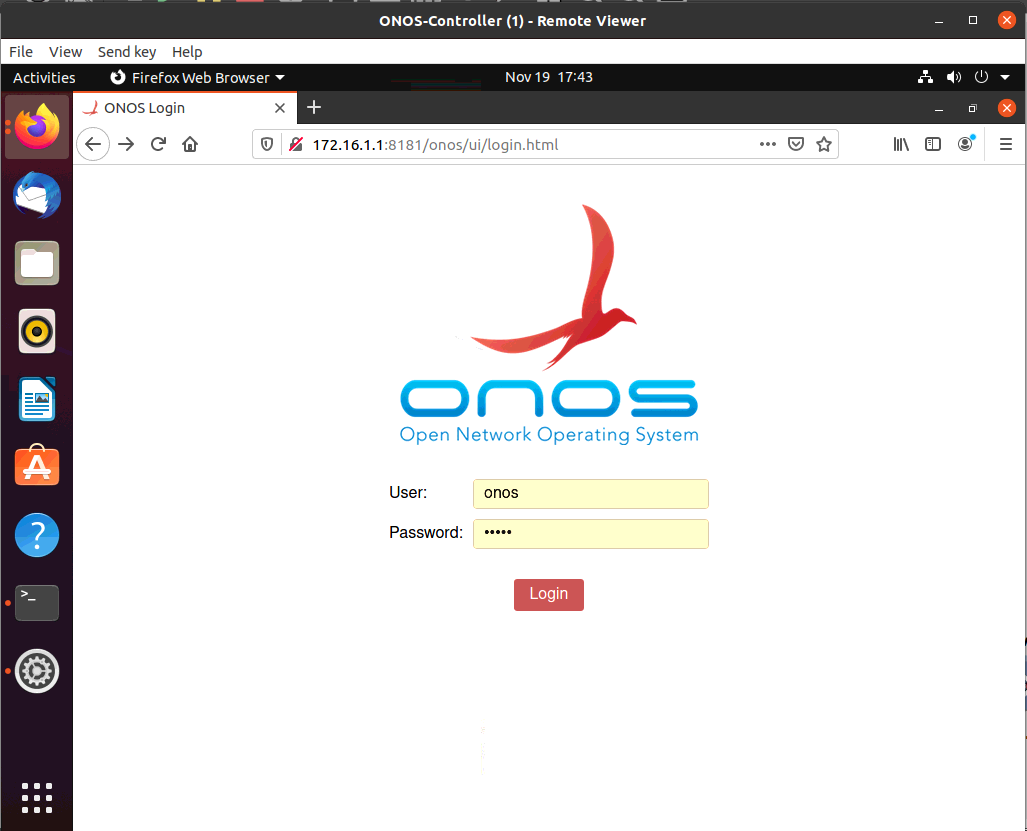 ONOS-Controller (1) - Remote Viewer
File View Send key Help
Activities Firefox Web Browser Nov 19 17:43
ONOS Login
172.16.1.1:8181/onos/ui/login.html
onos
Open Network Operating System
User: onos
Password: •••••
Login